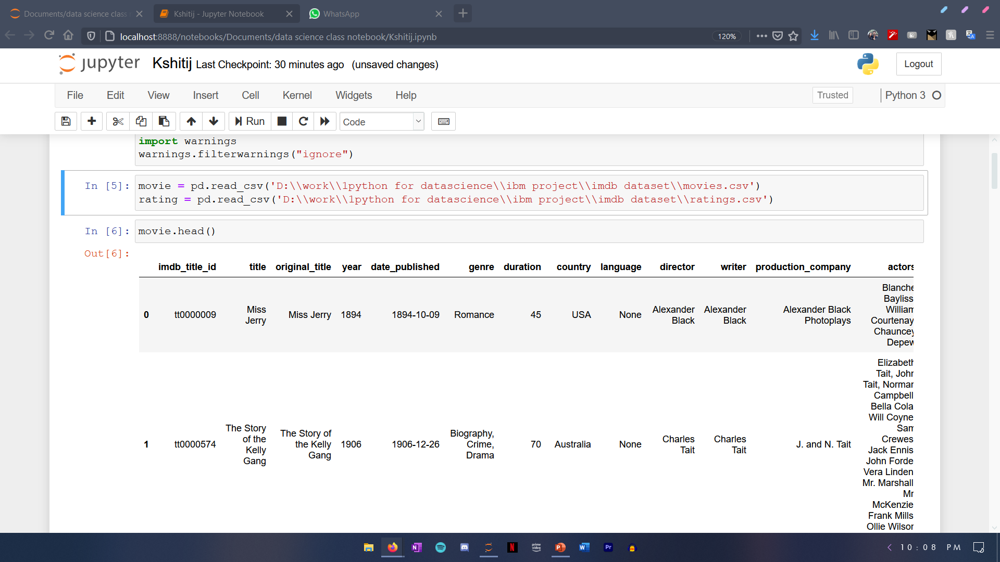 Documents/data science class
Kshitij - Jupyter Notebook
WhatsApp
localhost:8888/notebooks/Documents/data science class notebook/Kshitij.ipynb
120%
jupyter Kshitij Last Checkpoint: 30 minutes ago (unsaved changes)
Logout
File Edit View Insert Cell Kernel Widgets Help
Trusted
Python 3
Run
Code
import warnings
warnings.filterwarnings("ignore")
In [5]: movie = pd.read_csv('D:\\work\\1python for datascience\\ibm project\\imdb dataset\\movies.csv')
rating = pd.read_csv('D:\\work\\1python for datascience\\ibm project\\imdb dataset\\ratings.csv')
In [6]: movie.head()
Out[6]:
imdb_title_id title original_title year date_published genre duration country language director writer production_company actors
Blanche
Bayliss
William
Courtenay
Chauncey
Depew
0 tt0000009
Miss
Jerry
Miss Jerry 1894 1894-10-09 Romance 45 USA None
Alexander
Black
Alexander
Black
Alexander Black
Photoplays
Elizabeth
Tait, John
Tait, Norman
Campbell
Bella Cola
Will Coyne
Sam
Crewes
Jack Ennis
John Forde
Vera Linden
Mr. Marshall
Mr
McKenzie
Frank Mills
Ollie Wilson
1 tt0000574
The Story
of the
Kelly
Gang
The Story of
the Kelly
Gang
1906 1906-12-26
Biography,
Crime,
Drama
70 Australia None
Charles
Tait
Charles
Tait
J. and N. Tait
N
prime
video
P
W
Pr
10:08 PM